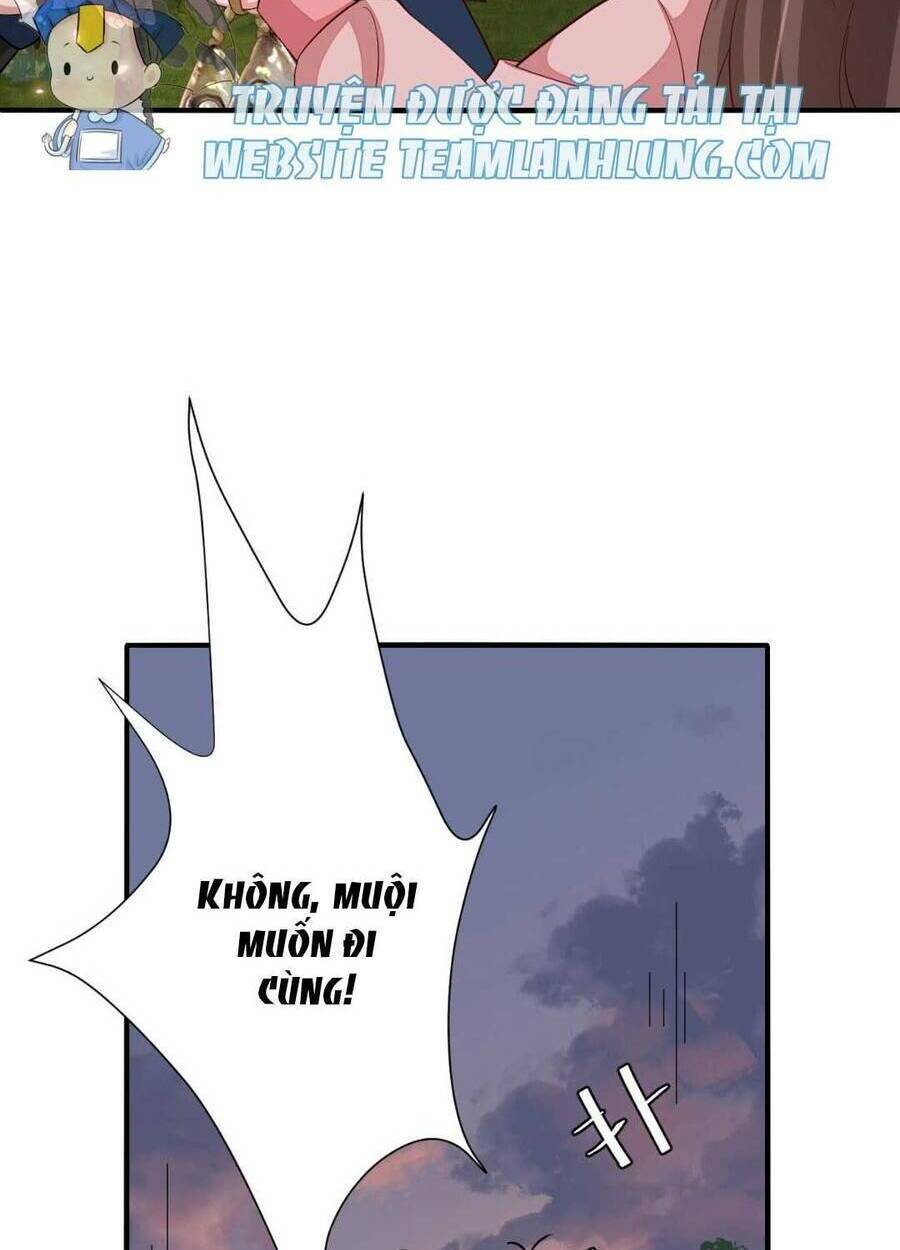 TRUYỆN ĐƯỢC ĐĂNG TẢI TẠI
WEBSITE TEAMLANHLUNG.COM
KHÔNG, MUỘI
MUỐN ĐI
CÙNG!